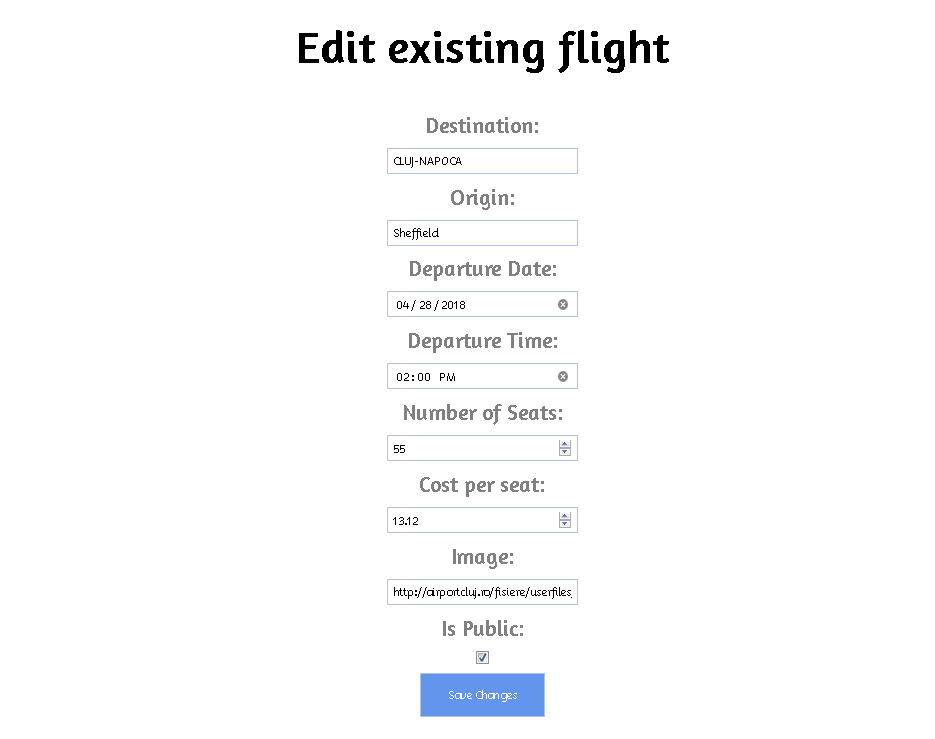 Edit existing flight
Destination:
CLUJ-NAPOCA
Origin:
Sheffield
Departure Date:
04/28/2018
Departure Time:
02:00 PM
Number of Seats:
55
Cost per seat:
13.12
Image:
http://airportcluj.ro/fisiere/userfiles
Is Public:
Save Changes